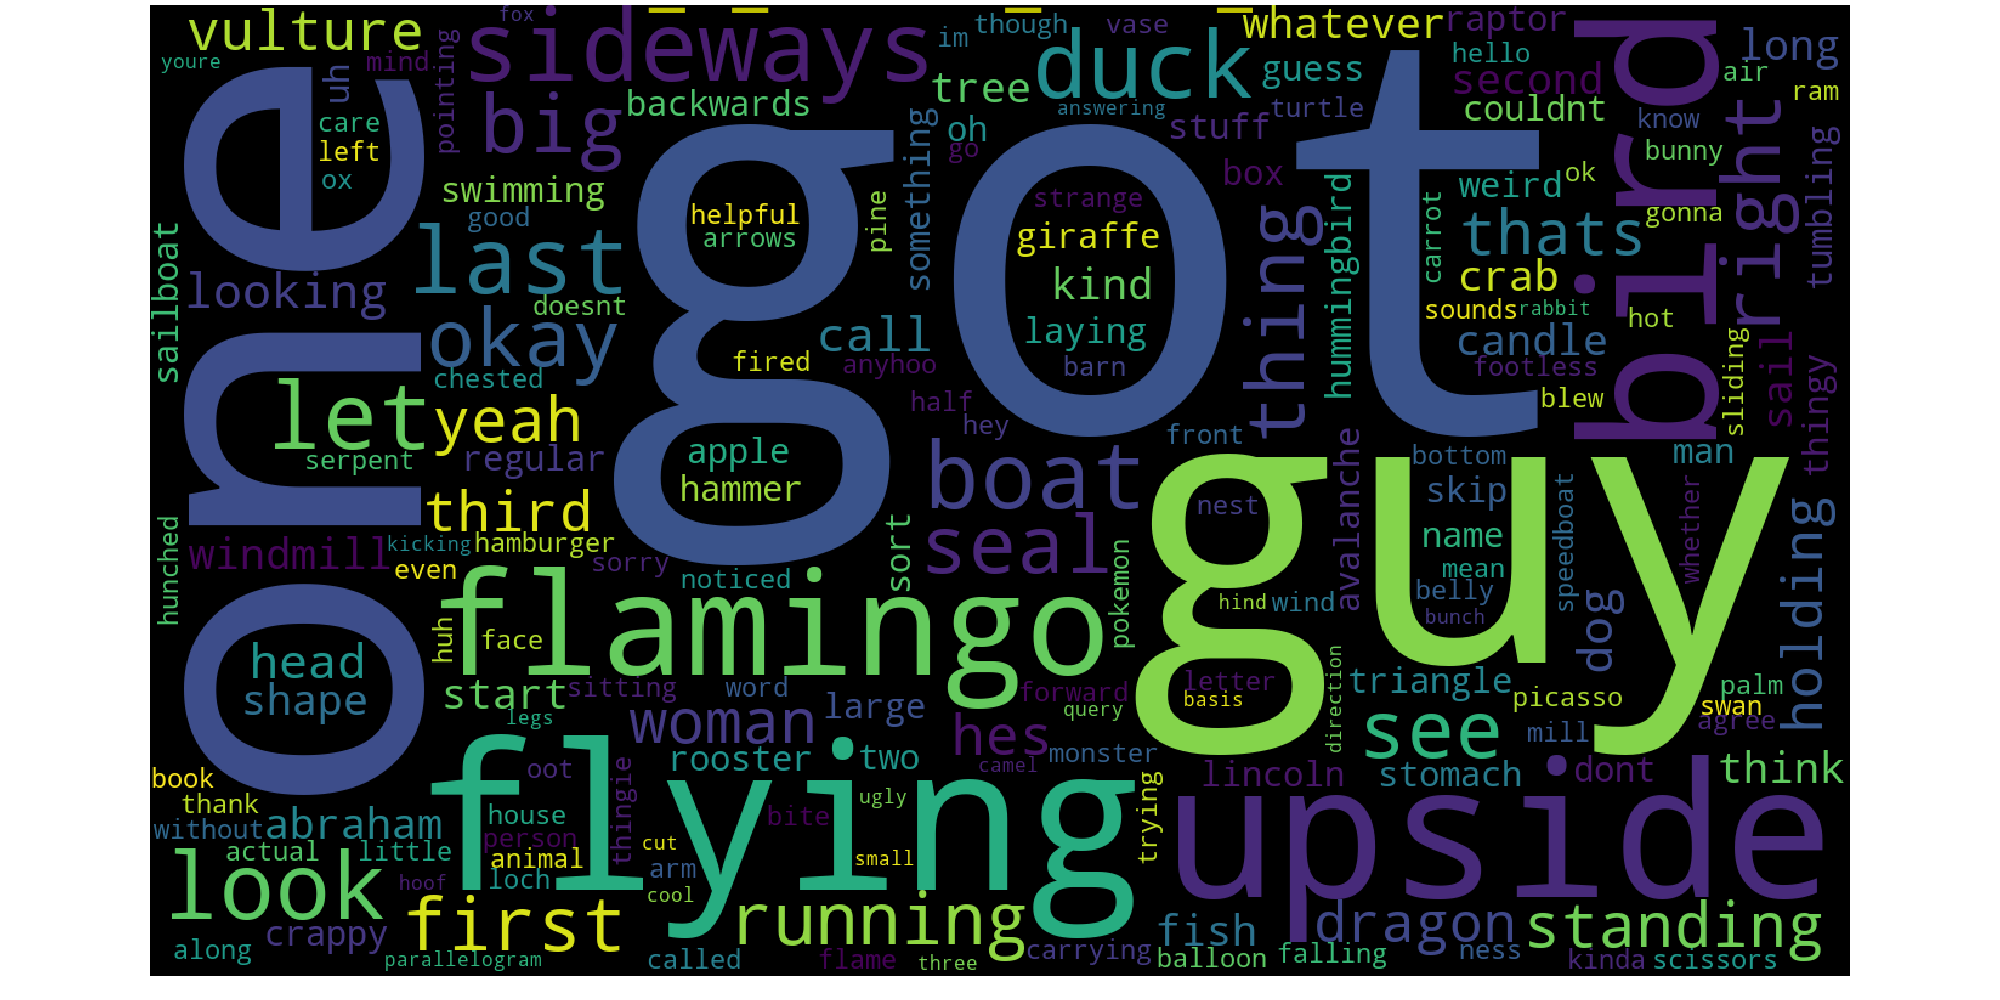 fox
vulture
sideways
im
though
vase
whatever
raptor
youre
uh
mind
pointing
backwards
tree
duck
guess
hello
second
air
long
big
answering
turtle
ram
care
left
ox
oh
stuff
couldnt
know
bird
something
go
box
bunny
right
tumbling
swimming
good
helpful
arrows
pine
strange
giraffe
kind
laying
barn
thing
hummingbird
carrot
weird
ok
gonna
thats
crab
sounds
rabbit
hot
sailboat
one
looking
last
doesnt
got
okay
call
fired
anyhoo
candle
footless
blew
sliding
sail
thingy
chested
let
yeah
half
hey
serpent
regular
apple
hammer
boat
front
avalanche
bottom
man
skip
third
nest
guy
name
mean
belly
bunch
speedboat
whether
holding
hunched
windmill
kicking
hamburger
even
sorry
noticed
sort
seal
pokemon
hind
wind
dog
head
shape
huh
face
flamingo
start
sitting
legs
word
woman
large
hes
forward
query
letter
basis
direction
triangle
picasso
palm
swan
agree
see
mill
book
thank
without
abraham
oot
house
person
thingie
rooster
two
monster
camel
ugly
lincoln
stomach
dont
think
actual
little
animal
flying
bite
small
cut
cool
arm
trying
upside
look
hoof
loch
first
running
crappy
along
parallelogram
called
flame
three
carrying
fish
balloon
dragon
falling
ness
standing
kinda
scissors